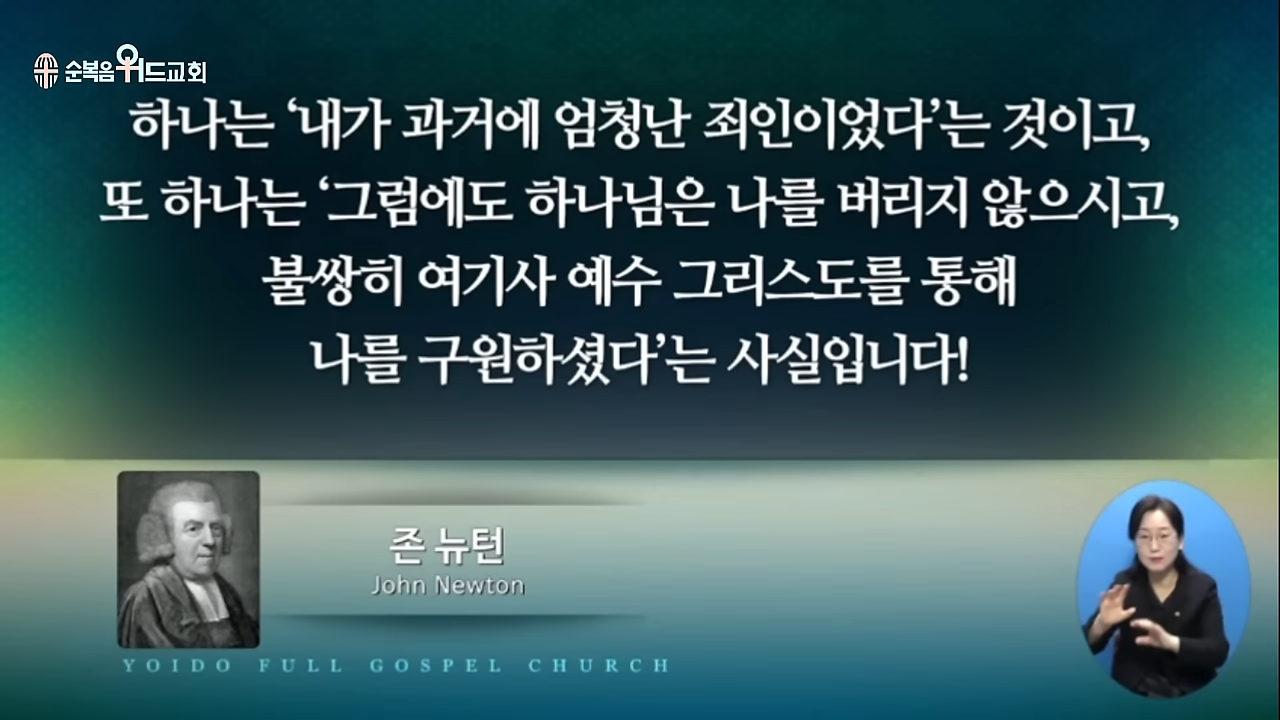 순복음위드교회
하나는 ‘내가 과거에 엄청난 죄인이었다’는 것이고,
또 하나는 ‘그럼에도 하나님은 나를 버리지 않으시고,
불쌍히 여기사 예수 그리스도를 통해
나를 구원하셨다’는 사실입니다!
존 뉴턴
John Newton
YOIDO FULL GOSPEL CHURCH